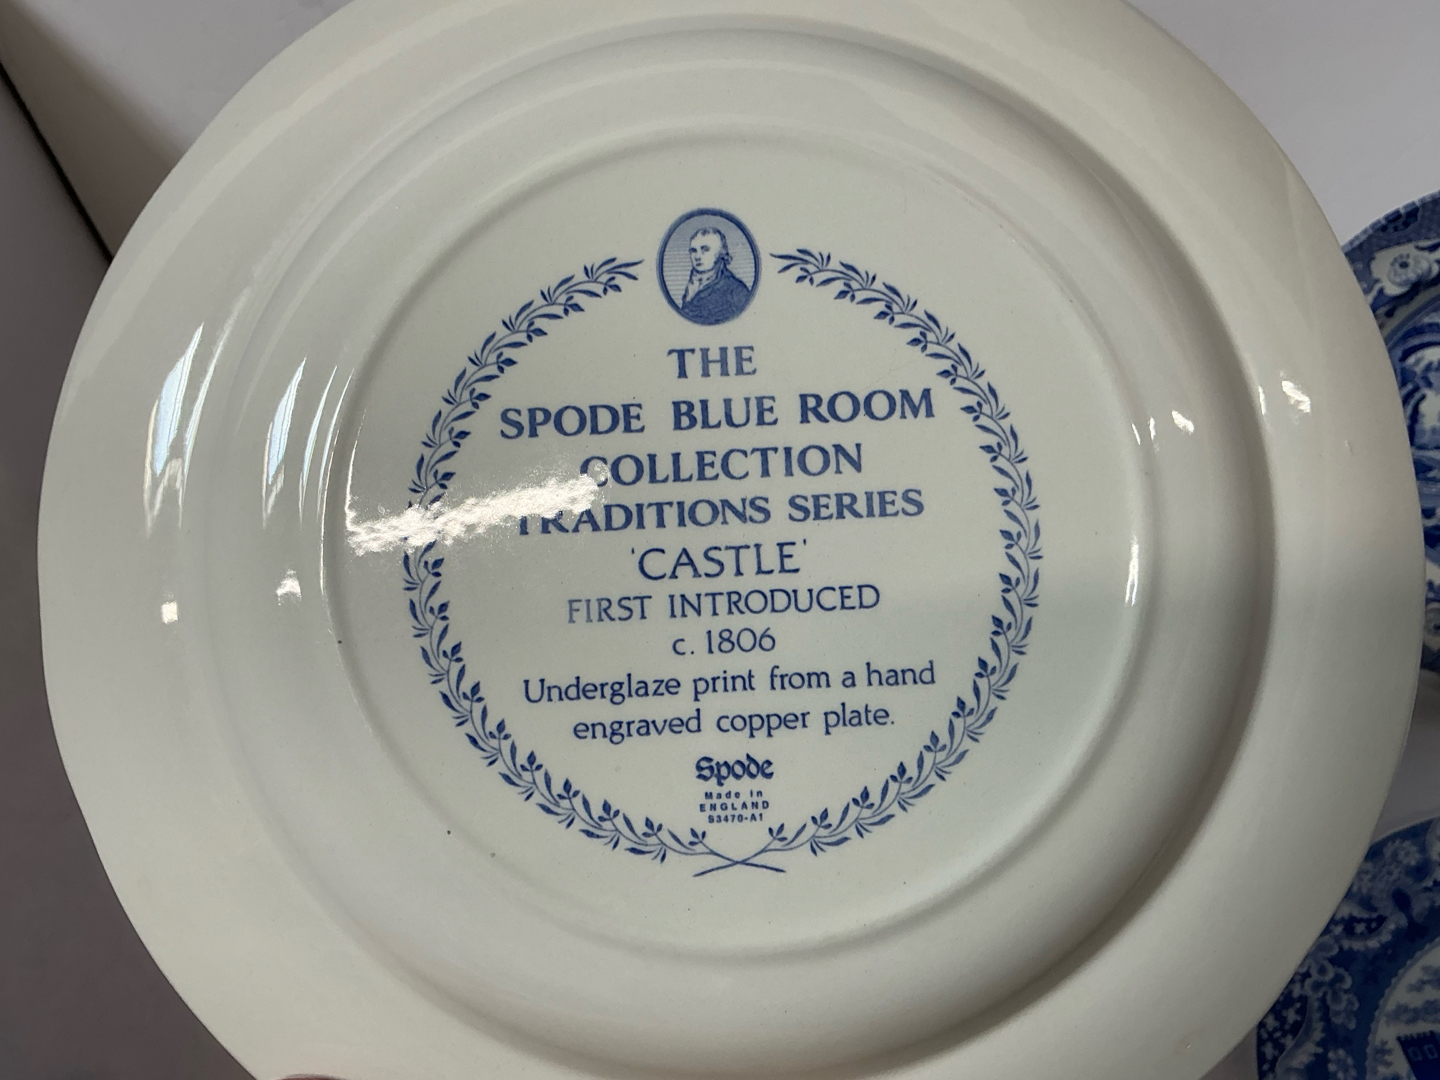 THE
SPODE BLUE ROOM
COLLECTION
TRADITIONS SERIES
'CASTLE'
FIRST INTRODUCED
c. 1806
Underglaze print from a hand
engraved copper plate.
Spode
Made in
ENGLAND
S3470-A1